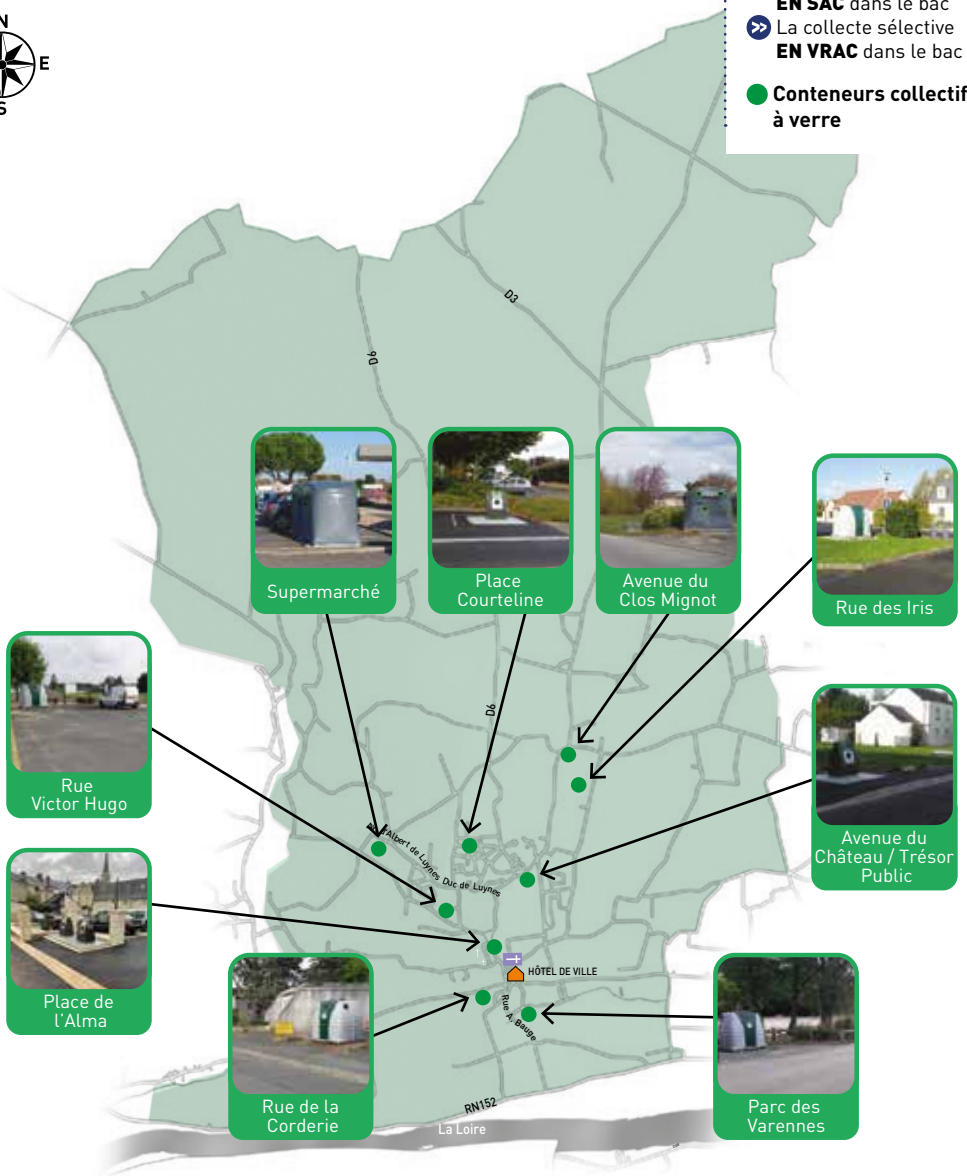 N
E
S
EN SAC dans le bac
La collecte sélective
EN VRAC dans le bac
Conteneurs collectif
à verre
D3
D6
Supermarché
Place
Courteline
Avenue du
Clos Mignot
Rue des Iris
D6
Rue
Victor Hugo
d'Albert de Luynes Duc de Luynes
Avenue du
Château / Trésor
Public
Place de
l'Alma
HÔTEL DE VILLE
Rue A. Bauge
Rue de la
Corderie
Parc des
Varennes
RN152
La Loire